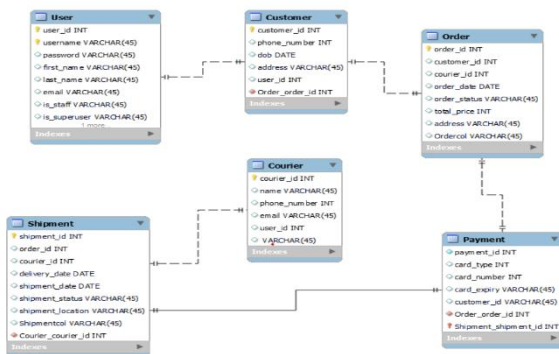 User
user_id INT
username VARCHAR(45)
password VARCHAR(45)
first_name VARCHAR(45)
last_name VARCHAR(45)
email VARCHAR(45)
is_staff VARCHAR(45)
is_superuser VARCHAR(45)
1 more...
Indexes
Customer
customer_id INT
phone_number INT
dob DATE
address VARCHAR(45)
user_id INT
Order_order_id INT
Indexes
Order
order_id INT
customer_id INT
courier_id INT
order_date DATE
order_status VARCHAR(45)
total_price INT
address VARCHAR(45)
Ordercol VARCHAR(45)
Indexes
Courier
courier_id INT
name VARCHAR(45)
phone_number INT
email VARCHAR(45)
user_id INT
VARCHAR(45)
Indexes
Shipment
shipment_id INT
order_id INT
courier_id INT
delivery_date DATE
shipment_date DATE
shipment_status VARCHAR(45)
shipment_location VARCHAR(45)
Shipmentcol VARCHAR(45)
Courier_courier_id INT
Indexes
Payment
payment_id INT
card_type INT
card_number INT
card_expiry VARCHAR(45)
customer_id VARCHAR(45)
Order_order_id INT
Shipment_shipment_id INT
Indexes